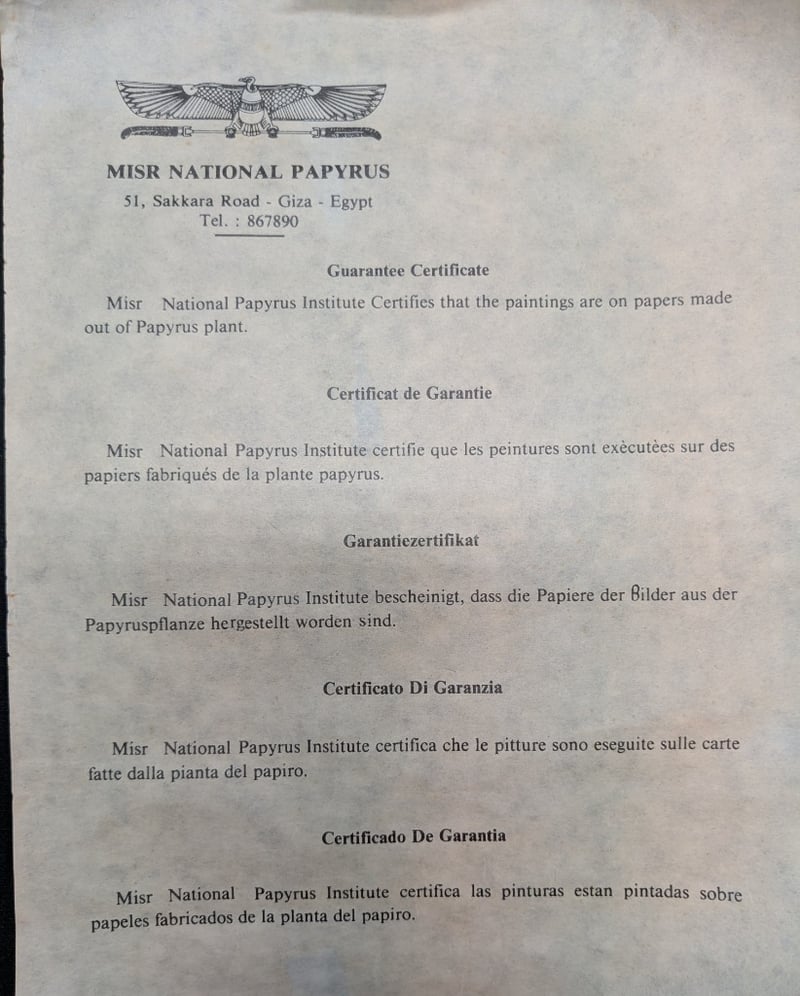 MISR NATIONAL PAPYRUS
51, Sakkara Road - Giza - Egypt
Tel. : 867890
Guarantee Certificate
Misr National Papyrus Institute Certifies that the paintings are on papers made
out of Papyrus plant.
Certificat de Garantie
Misr National Papyrus Institute certifie que les peintures sont exècutèes sur des
papiers fabriqués de la plante papyrus.
Garantiezertifikat
Misr National Papyrus Institute bescheinigt, dass die Papiere der ßilder aus der
Papyruspflanze hergestellt worden sind.
Certificato Di Garanzia
Misr National Papyrus Institute certifica che le pitture sono eseguite sulle carte
fatte dalla pianta del papiro.
Certificado De Garantia
Misr National Papyrus Institute certifica las pinturas estan pintadas sobre
papeles fabricados de la planta del papiro.